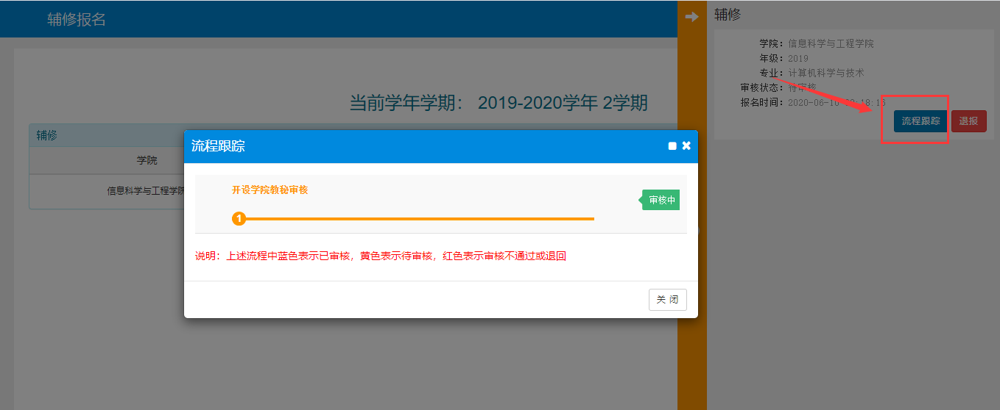 辅修报名
当前学年学期： 2019-2020学年 2学期
辅修
学院
信息科学与工程学院
流程跟踪
开设学院教秘审核
审核中
1
说明：上述流程中蓝色表示已审核，黄色表示待审核，红色表示审核不通过或退回
关 闭
辅修
学院：信息科学与工程学院
年级：2019
专业：计算机科学与技术
审核状态：待审核
报名时间：2020-06-10
流程跟踪
退报